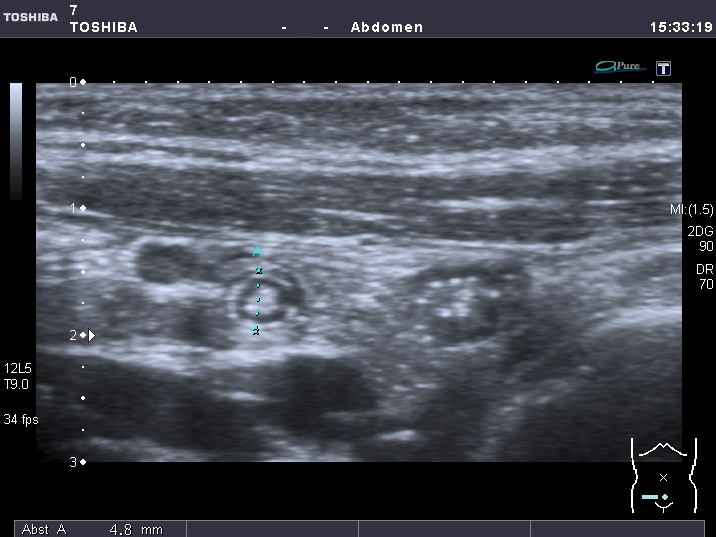 TOSHIBA
7
TOSHIBA - - Abdomen 15:33:19
APure T
0
1
2
3
MI:(1.5)
2DG
90
DR
70
12L5
T9.0
34 fps
Abst A 4.8 mm